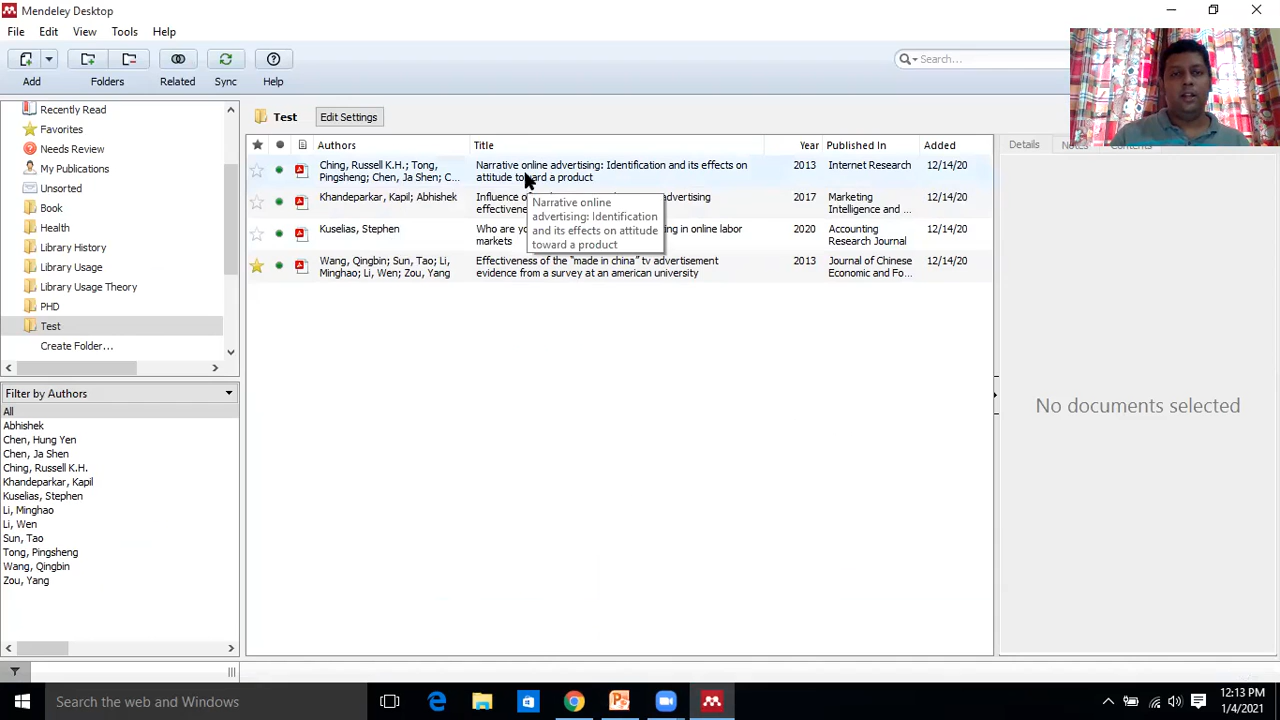 Mendeley Desktop
File Edit View Tools Help
Add Folders Related Sync Help
Search...
Recently Read
Favorites
Needs Review
My Publications
Unsorted
Book
Health
Library History
Library Usage
Library Usage Theory
PHD
Test
Create Folder...
Filter by Authors
All
Abhishek
Chen, Hung Yen
Chen, Ja Shen
Ching, Russell K.H.
Khandeparkar, Kapil
Kuselias, Stephen
Li, Minghao
Li, Wen
Sun, Tao
Tong, Pingsheng
Wang, Qingbin
Zou, Yang
Test Edit Settings
Authors Title Year Published In Added
Ching, Russell K.H.; Tong, Narrative online advertising: Identification and its effects on 2013 Internet Research 12/14/20
Pingsheng; Chen, Ja Shen; C... attitude toward a product
Khandeparkar, Kapil; Abhishek Influence o advertising 2017 Marketing 12/14/20
effectivene Intelligence and ...
Kuselias, Stephen Who are yo ing in online labor 2020 Accounting 12/14/20
markets Research Journal
Wang, Qingbin; Sun, Tao; Li, Effectiveness of the "made in china" tv advertisement 2013 Journal of Chinese 12/14/20
Minghao; Li, Wen; Zou, Yang evidence from a survey at an american university Economic and Fo...
Narrative online
advertising: Identification
and its effects on attitude
toward a product
Details Notes Contents
No documents selected
Search the web and Windows
12:13 PM
1/4/2021